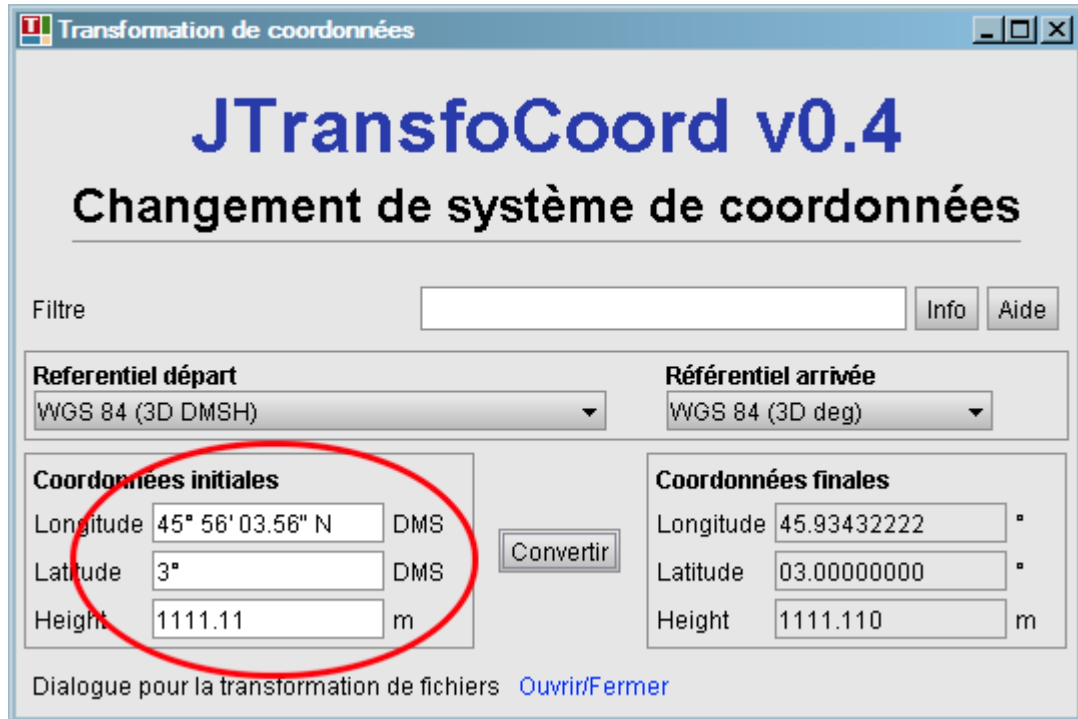 Transformation de coordonnées
JTransfoCoord v0.4
Changement de système de coordonnées
Filtre Info Aide
Referentiel départ Référentiel arrivée
WGS 84 (3D DMSH) WGS 84 (3D deg)
Coordonnées initiales Coordonnées finales
Longitude 45° 56' 03.56" N DMS Longitude 45.93432222 °
Convertir
Latitude 3° DMS Latitude 03.00000000 °
Height 1111.11 m Height 1111.110 m
Dialogue pour la transformation de fichiers Ouvrir/Fermer